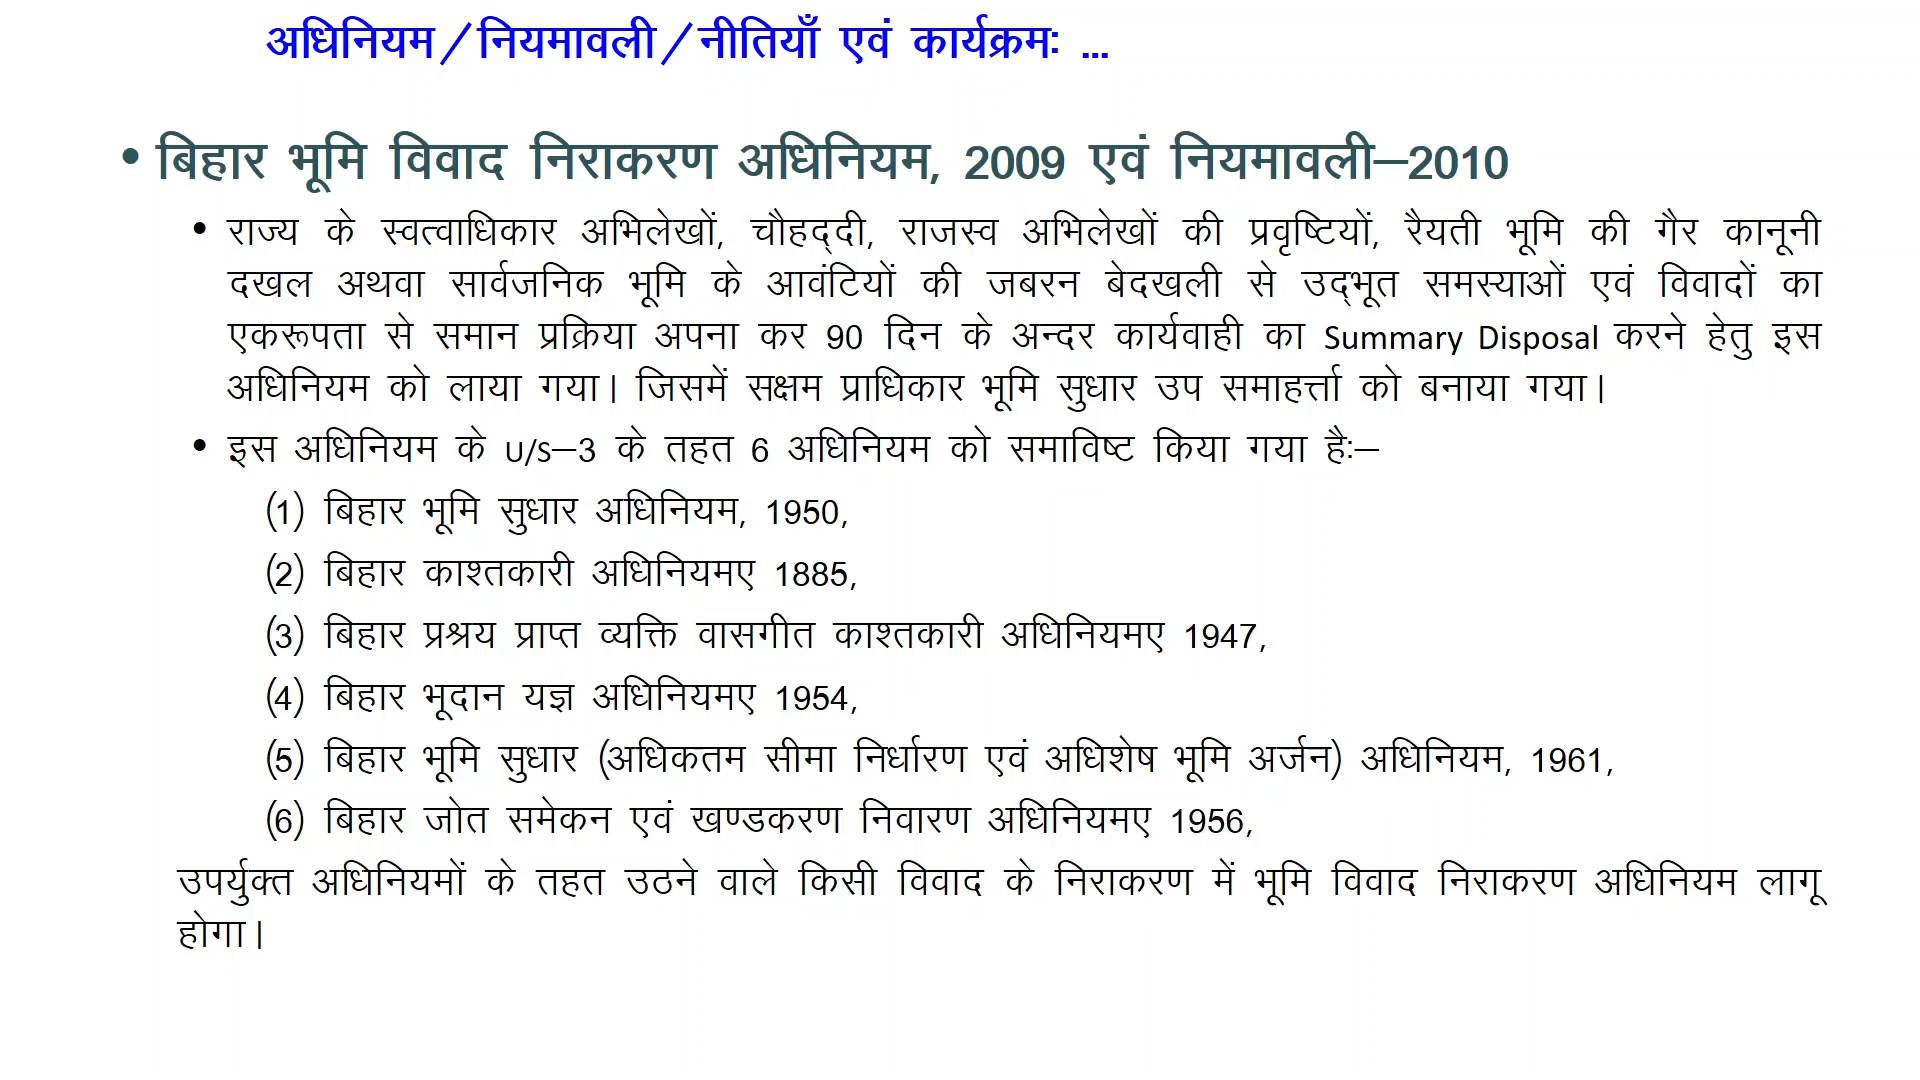 अधिनियम/नियमावली/नीतियाँ एवं कार्यक्रमः ...
• बिहार भूमि विवाद निराकरण अधिनियम, 2009 एवं नियमावली–2010
• राज्य के स्वत्वाधिकार अभिलेखों, चौहद्दी, राजस्व अभिलेखों की प्रवृष्टियों, रैयती भूमि की गैर कानूनी
दखल अथवा सार्वजनिक भूमि के आवंटियों की जबरन बेदखली से उद्भूत समस्याओं एवं विवादों का
एकरूपता से समान प्रक्रिया अपना कर 90 दिन के अन्दर कार्यवाही का Summary Disposal करने हेतु इस
अधिनियम को लाया गया। जिसमें सक्षम प्राधिकार भूमि सुधार उप समाहर्त्ता को बनाया गया।
• इस अधिनियम के U/S–3 के तहत 6 अधिनियम को समाविष्ट किया गया हैः–
(1) बिहार भूमि सुधार अधिनियम, 1950,
(2) बिहार काश्तकारी अधिनियमए 1885,
(3) बिहार प्रश्रय प्राप्त व्यक्ति वासगीत काश्तकारी अधिनियमए 1947,
(4) बिहार भूदान यज्ञ अधिनियमए 1954,
(5) बिहार भूमि सुधार (अधिकतम सीमा निर्धारण एवं अधिशेष भूमि अर्जन) अधिनियम, 1961,
(6) बिहार जोत समेकन एवं खण्डकरण निवारण अधिनियमए 1956,
उपर्युक्त अधिनियमों के तहत उठने वाले किसी विवाद के निराकरण में भूमि विवाद निराकरण अधिनियम लागू
होगा।